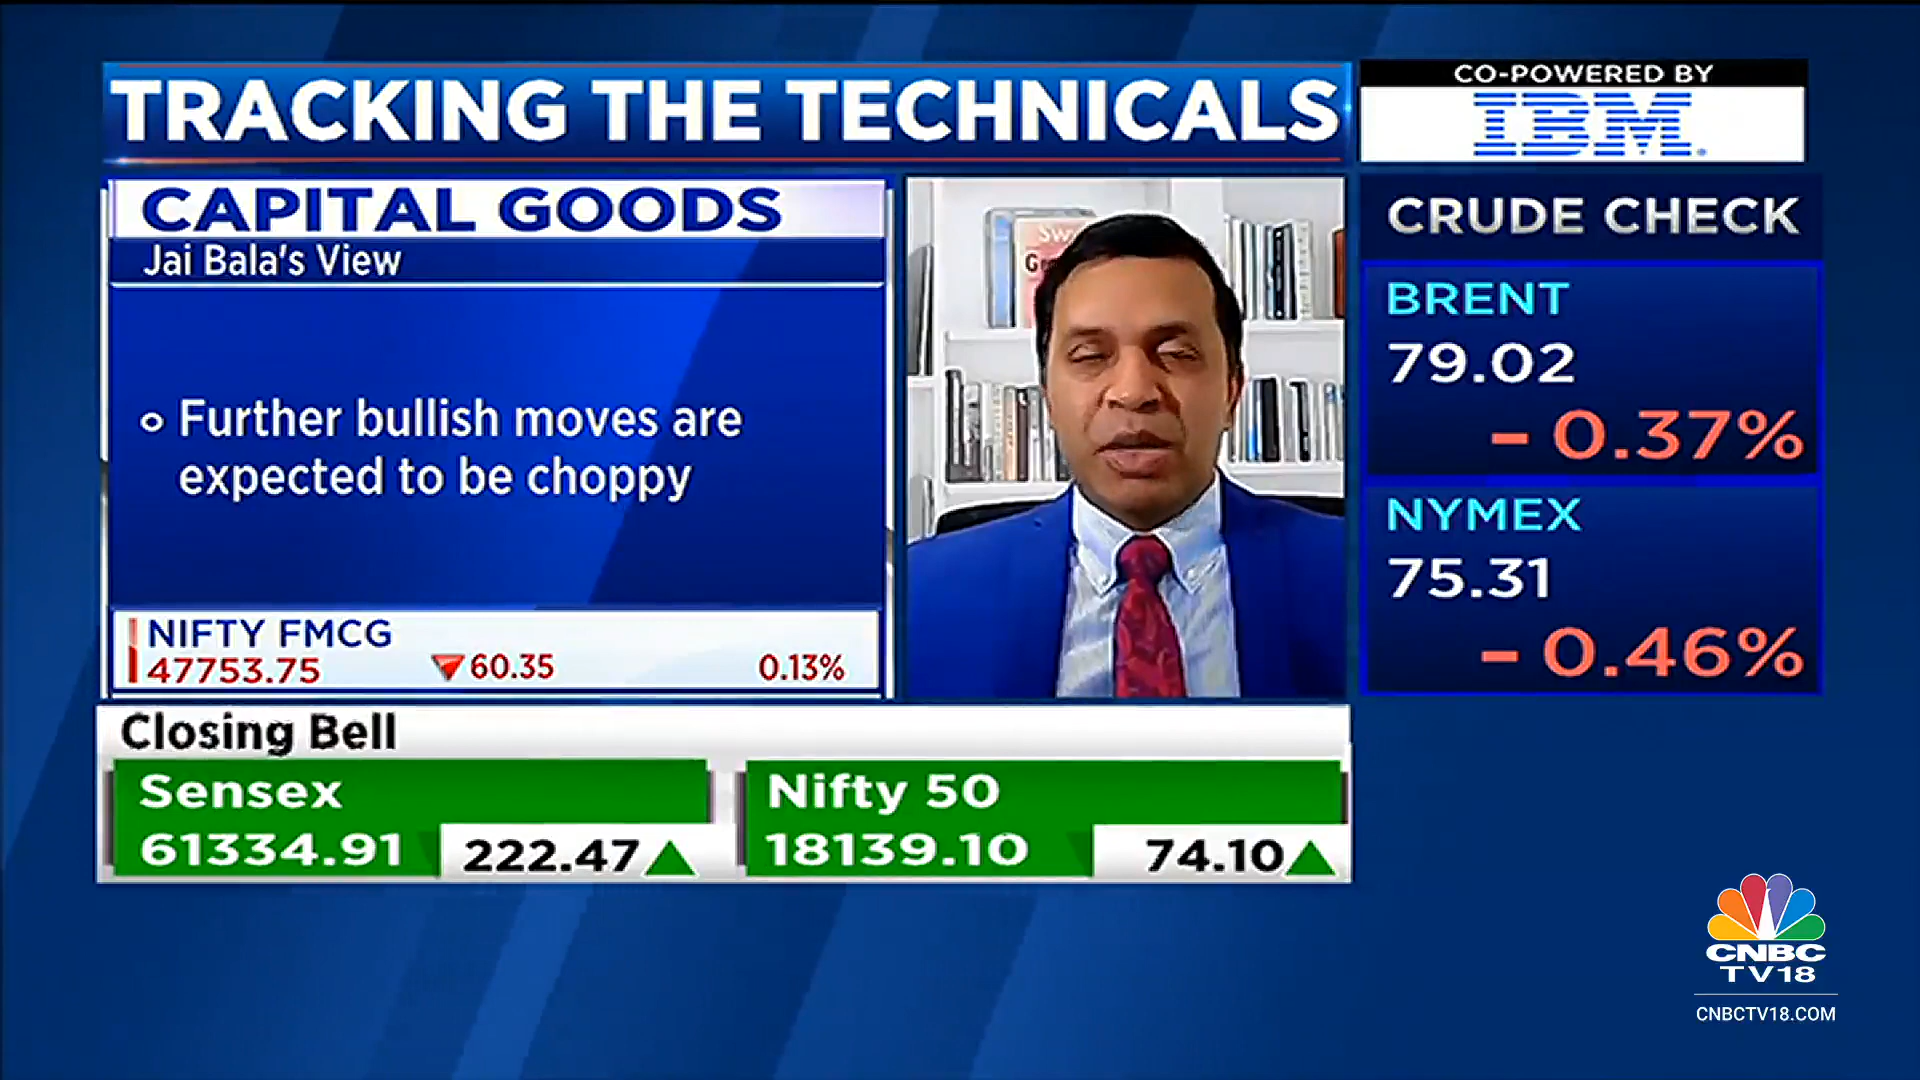 TRACKING THE TECHNICALS
CO-POWERED BY
IBM
CAPITAL GOODS
Jai Bala's View
Further bullish moves are
expected to be choppy
NIFTY FMCG
47753.75 60.35 0.13%
CRUDE CHECK
BRENT
79.02
- 0.37%
NYMEX
75.31
- 0.46%
Closing Bell
Sensex
61334.91 222.47
Nifty 50
18139.10 74.10
CNBC
TV18
CNBCTV18.COM